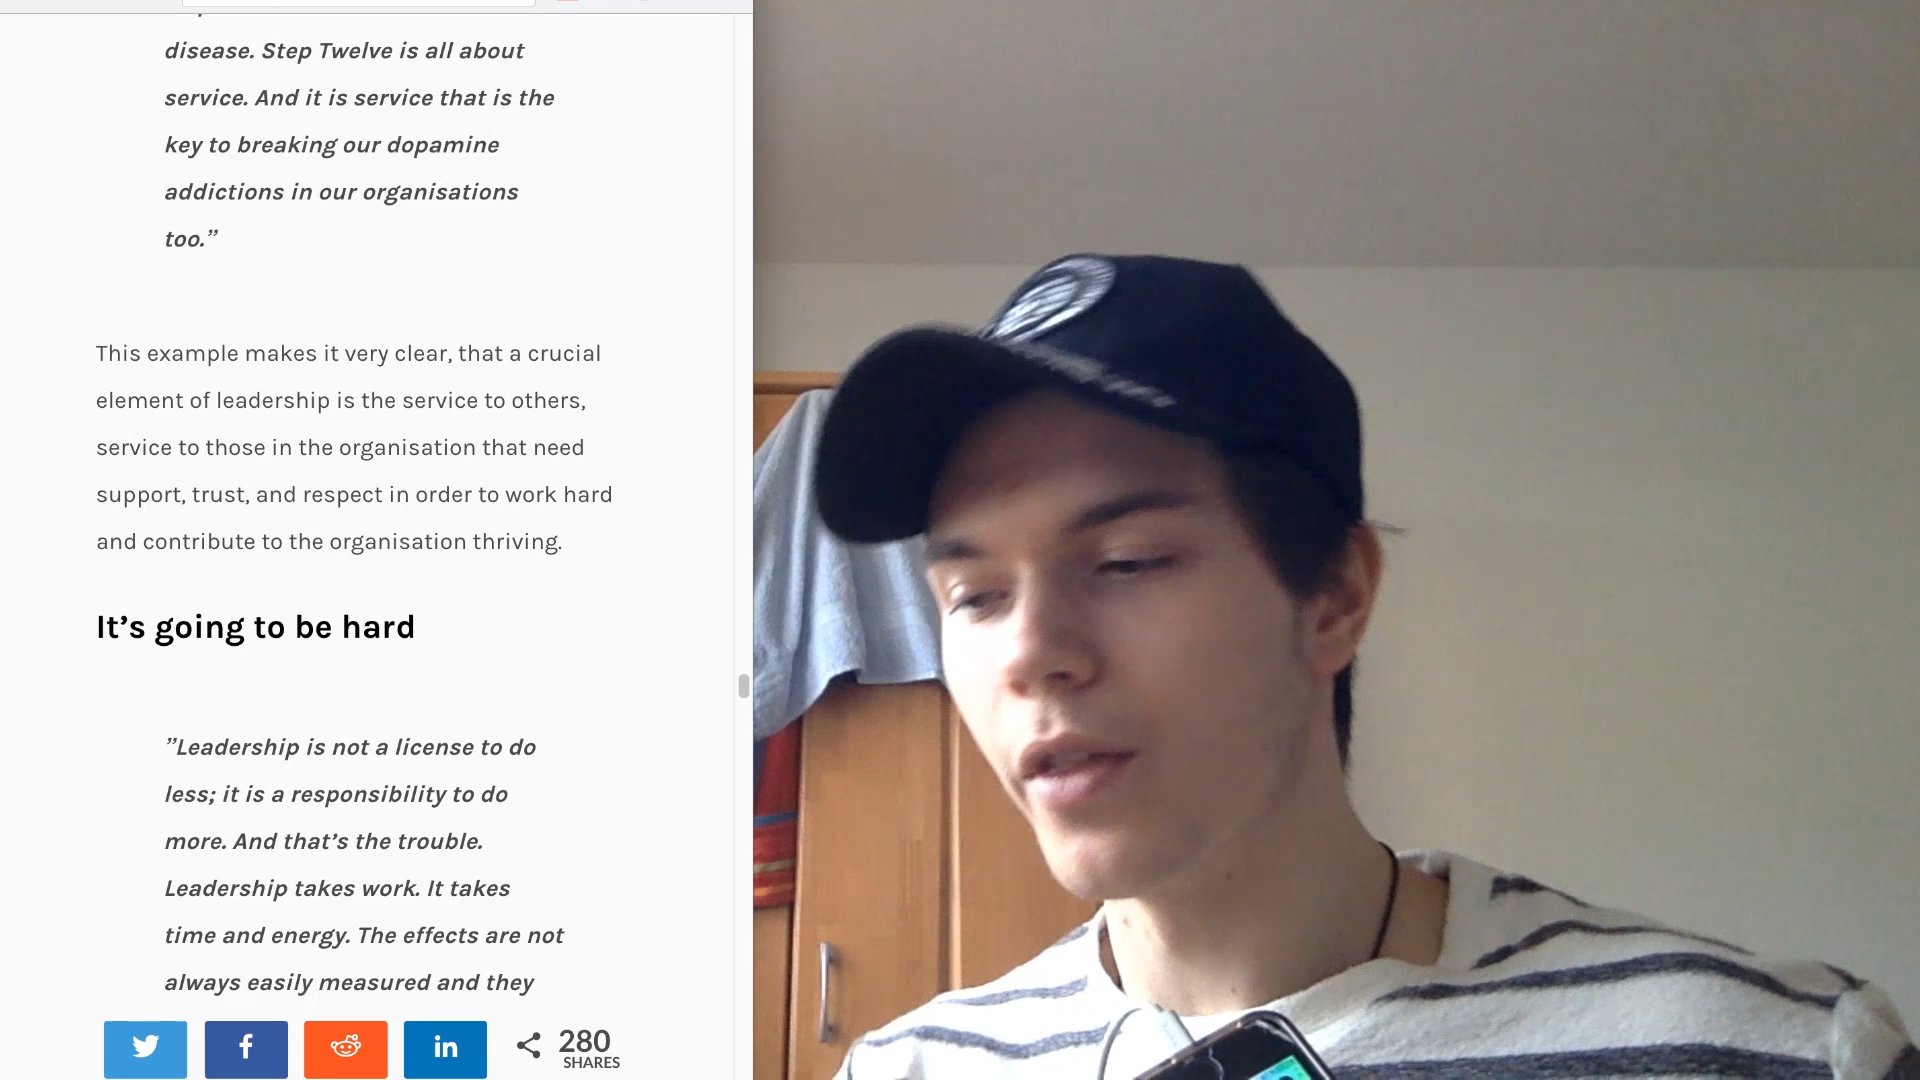 disease. Step Twelve is all about
service. And it is service that is the
key to breaking our dopamine
addictions in our organisations
too.”
This example makes it very clear, that a crucial
element of leadership is the service to others,
service to those in the organisation that need
support, trust, and respect in order to work hard
and contribute to the organisation thriving.
It’s going to be hard
”Leadership is not a license to do
less; it is a responsibility to do
more. And that’s the trouble.
Leadership takes work. It takes
time and energy. The effects are not
always easily measured and they
280
SHARES